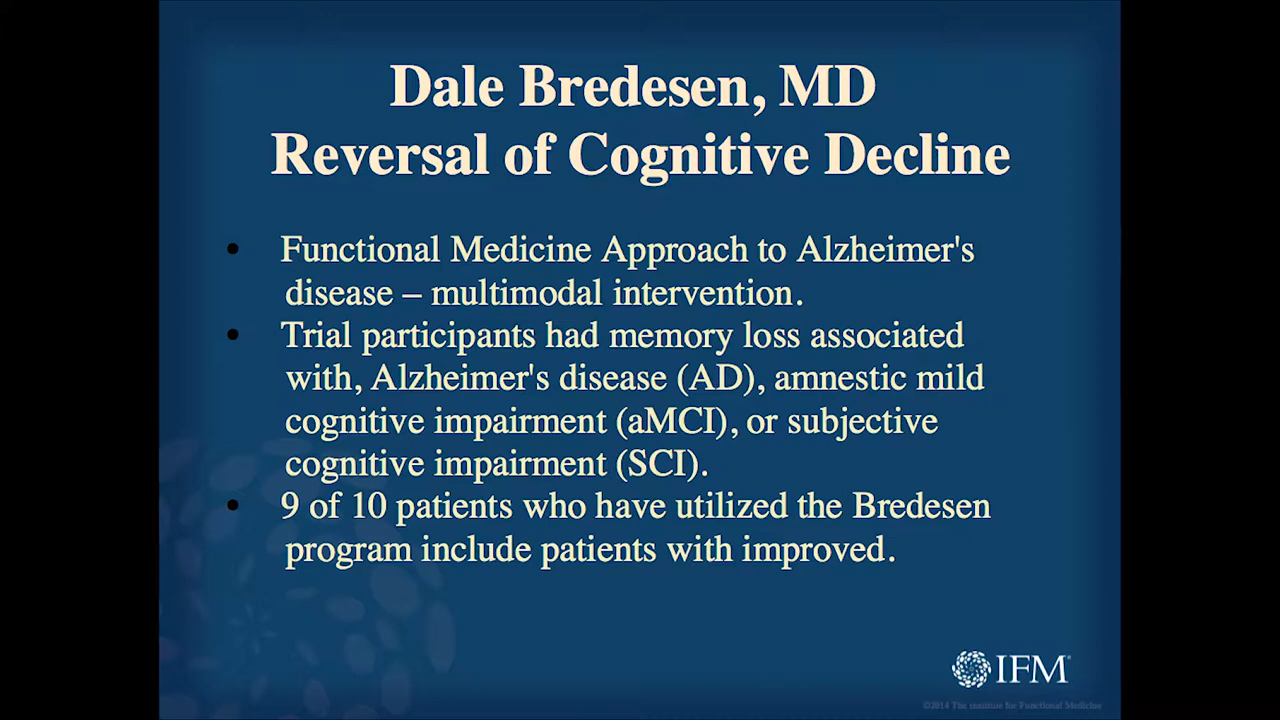 Dale Bredesen, MD
Reversal of Cognitive Decline
• Functional Medicine Approach to Alzheimer's
disease – multimodal intervention.
• Trial participants had memory loss associated
with, Alzheimer's disease (AD), amnestic mild
cognitive impairment (aMCI), or subjective
cognitive impairment (SCI).
• 9 of 10 patients who have utilized the Bredesen
program include patients with improved.
IFM®
©2014 The Institute for Functional Medicine